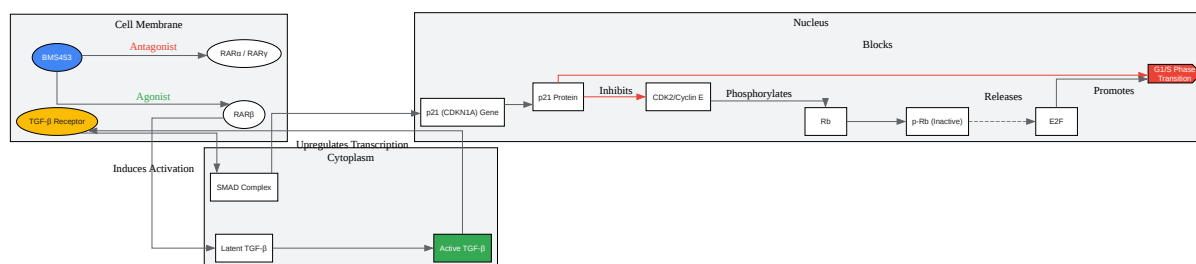 Cell Membrane
BMS453
Antagonist
RARα / RARγ
Agonist
RARβ
TGF-β Receptor
Induces Activation
Upregulates Transcription
Cytoplasm
SMAD Complex
Latent TGF-β
Active TGF-β
Nucleus
Blocks
p21 (CDKN1A) Gene
p21 Protein
Inhibits
CDK2/Cyclin E
Phosphorylates
Rb
p-Rb (Inactive)
Releases
E2F
Promotes
G1/S Phase
Transition